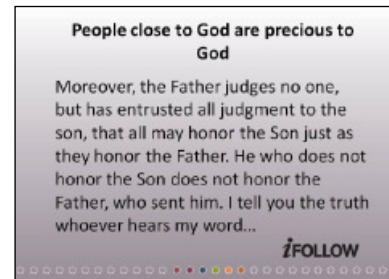 People close to God are precious to
God
Moreover, the Father judges no one,
but has entrusted all judgment to the
son, that all may honor the Son just as
they honor the Father. He who does not
honor the Son does not honor the
Father, who sent him. I tell you the truth
whoever hears my word...
iFOLLOW